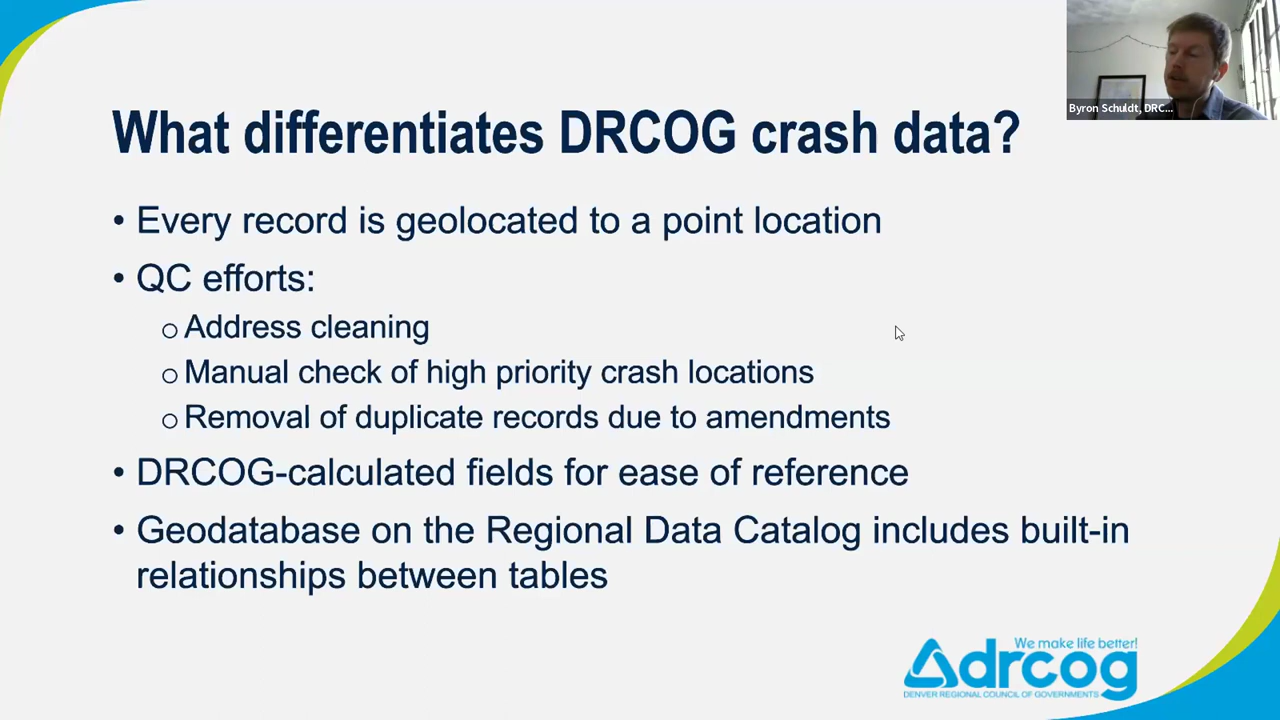 Byron Schuldt, DRC...
What differentiates DRCOG crash data?
• Every record is geolocated to a point location
• QC efforts:
o Address cleaning
o Manual check of high priority crash locations
o Removal of duplicate records due to amendments
• DRCOG-calculated fields for ease of reference
• Geodatabase on the Regional Data Catalog includes built-in
relationships between tables
We make life better!
drcog
DENVER REGIONAL COUNCIL OF GOVERNMENTS